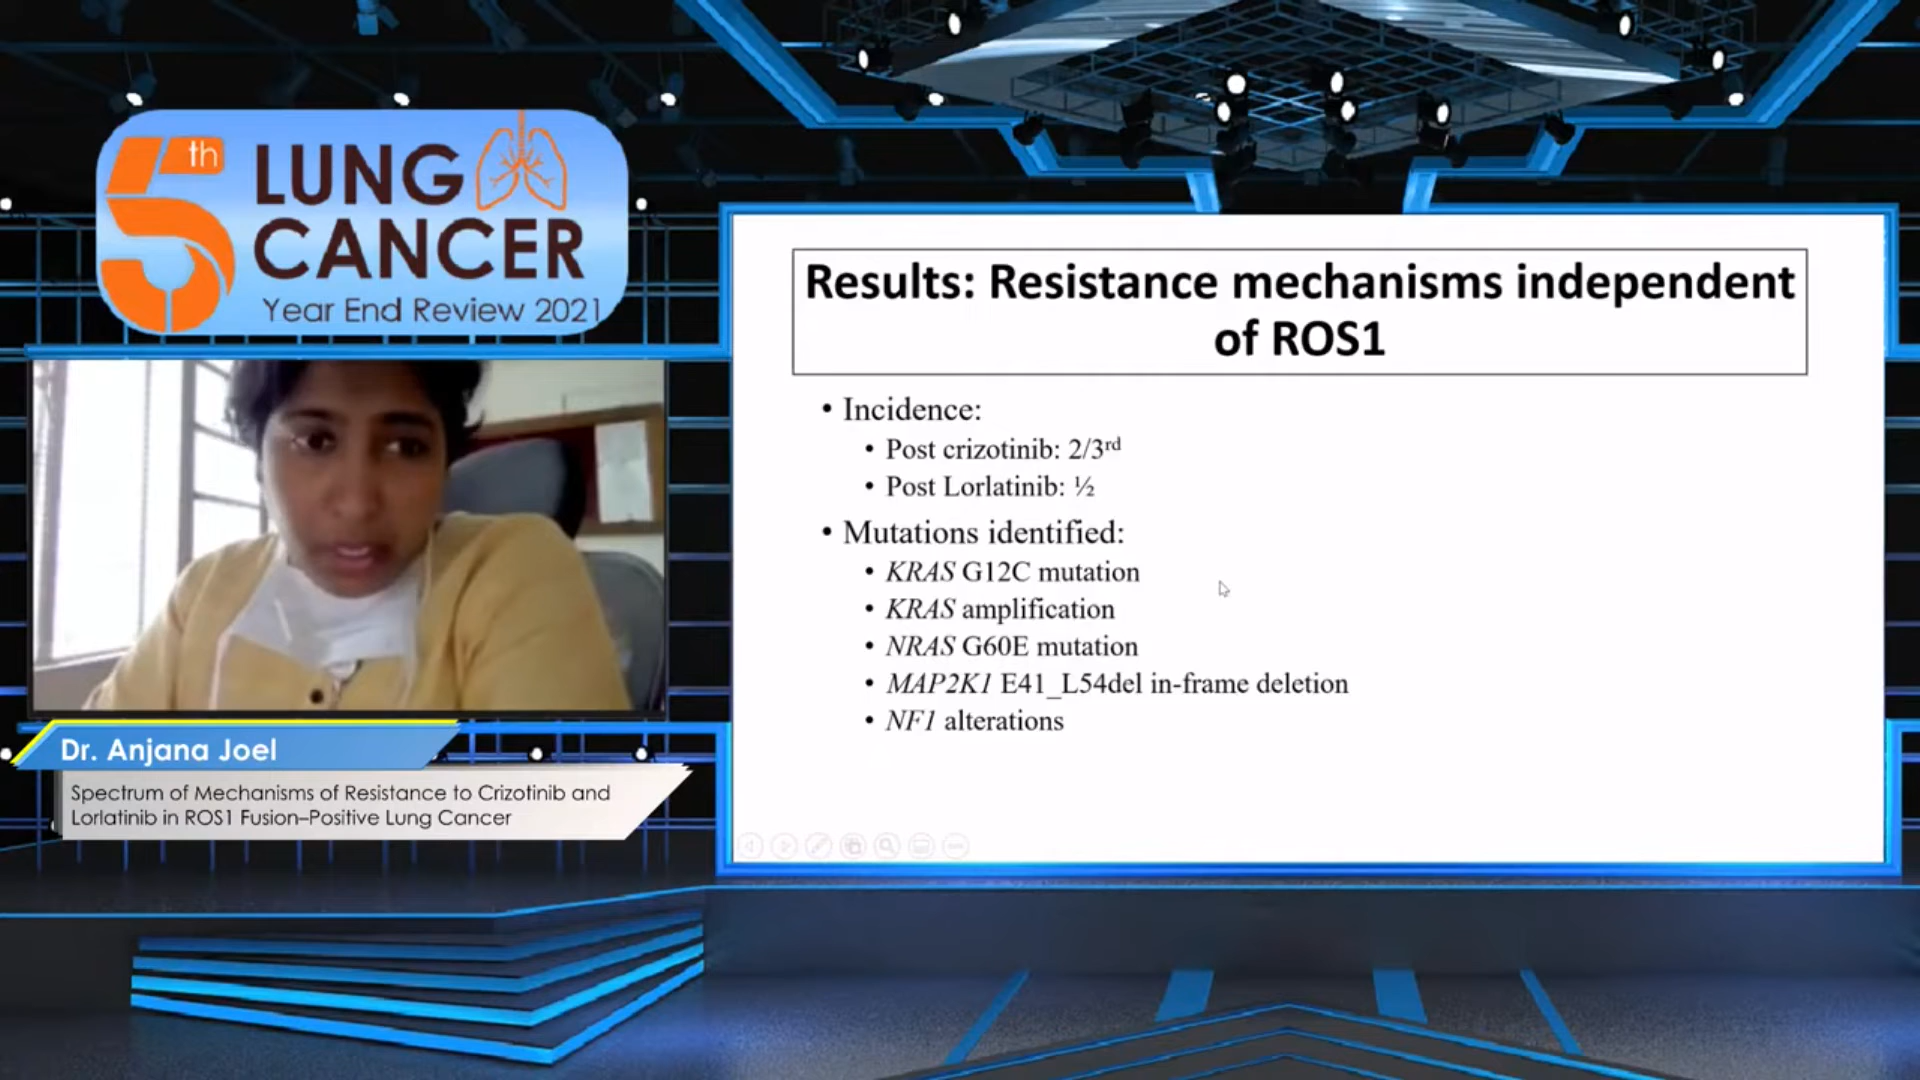 5th LUNG
CANCER
Year End Review 2021
Results: Resistance mechanisms independent
of ROS1
• Incidence:
• Post crizotinib: 2/3rd
• Post Lorlatinib: ½
• Mutations identified:
• KRAS G12C mutation
• KRAS amplification
• NRAS G60E mutation
• MAP2K1 E41_L54del in-frame deletion
• NF1 alterations
Dr. Anjana Joel
Spectrum of Mechanisms of Resistance to Crizotinib and
Lorlatinib in ROS1 Fusion–Positive Lung Cancer